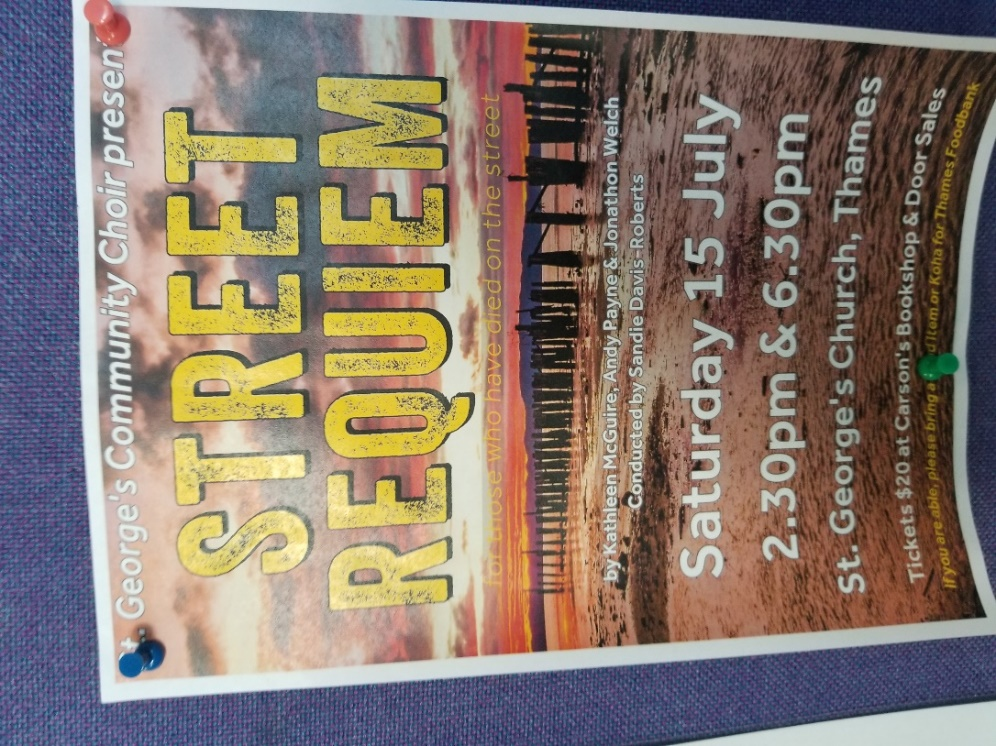 George's Community Choir present
STREET
REQUIEM
for those who have died on the street
by Kathleen McGuire, Andy Payne & Jonathon Welch
Conducted by Sandie Davis-Roberts
Saturday 15 July
2.30pm & 6.30pm
St. George's Church, Thames
Tickets $20 at Carson's Bookshop & Door Sales
If you are able, please bring a item or Koha for Thames Foodbank